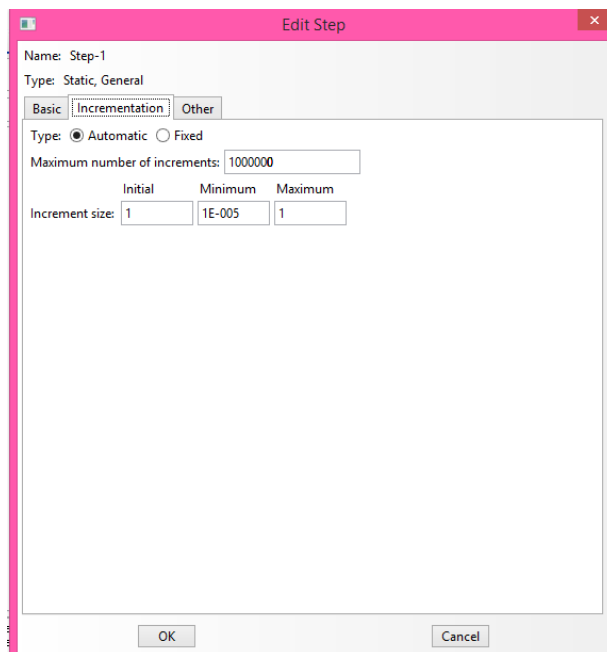 Edit Step
Name: Step-1
Type: Static, General
Basic Incrementation Other
Type: Automatic Fixed
Maximum number of increments: 1000000
Initial Minimum Maximum
Increment size: 1 1E-005 1
OK Cancel